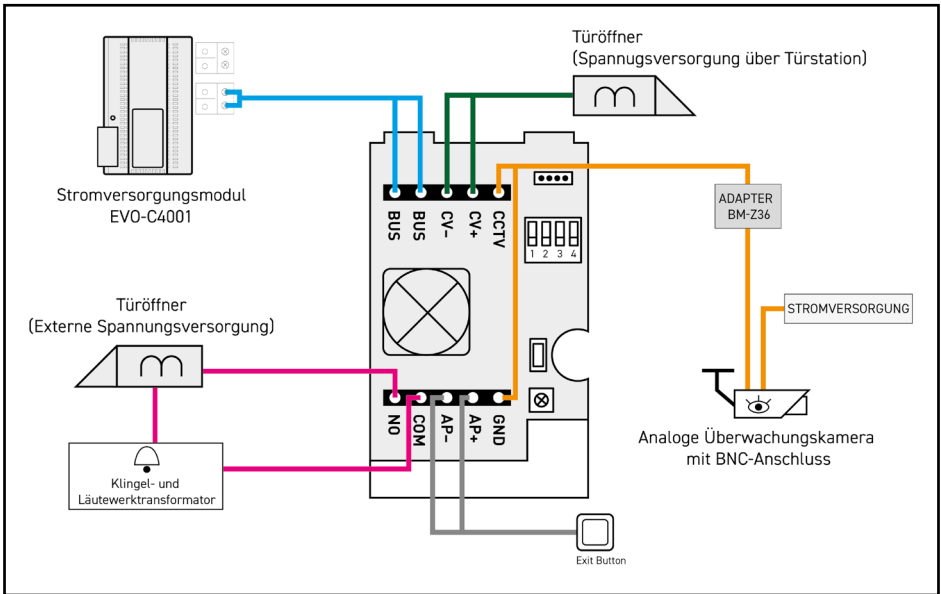 Türöffner
(Spannugsversorgung über Türstation)
Stromversorgungsmodul
EVO-C4001
BUS
BUS
CV-
CV+
CCTV
1 2 3 4
ADAPTER
BM-Z36
Türöffner
(Externe Spannungsversorgung)
STROMVERSORGUNG
NO
COM
AP-
AP+
GND
Analoge Überwachungskamera
mit BNC-Anschluss
Klingel- und
Läutewerktransformator
Exit Button